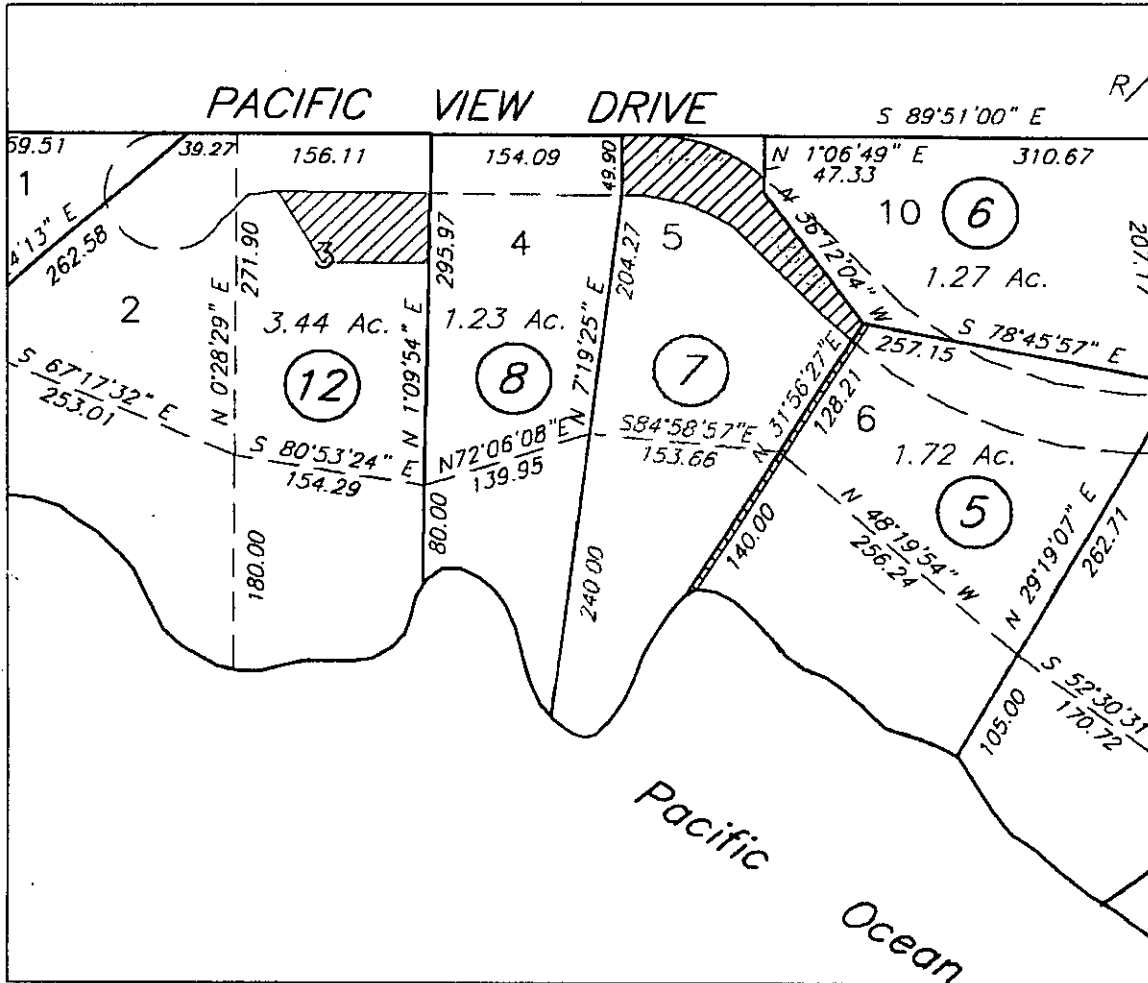 PACIFIC VIEW DRIVE
R/
S 89°51'00" E
59.51
39.27
156.11
154.09
49.90
N 1°06'49" E
47.33
310.67
1
4'13" E
262.58
2
3
4
5
10
6
1.27 Ac.
207.17
N 36°12'04" W
271.90
N 0°28'29" E
295.97
N 1°09'54" E
204.27
N 7°19'25" E
3.44 Ac.
12
1.23 Ac.
8
7
S 78°45'57" E
257.15
N 31°56'27" E
128.21
6
1.72 Ac.
5
S 67°17'32" E
253.01
S 80°53'24" E
154.29
N72°06'08"E
139.95
S84°58'57"E
153.66
N 48°19'54" W
256.24
N 29°19'07" E
262.71
180.00
80.00
240.00
140.00
105.00
S 52°30'31
170.72
Pacific
Ocean